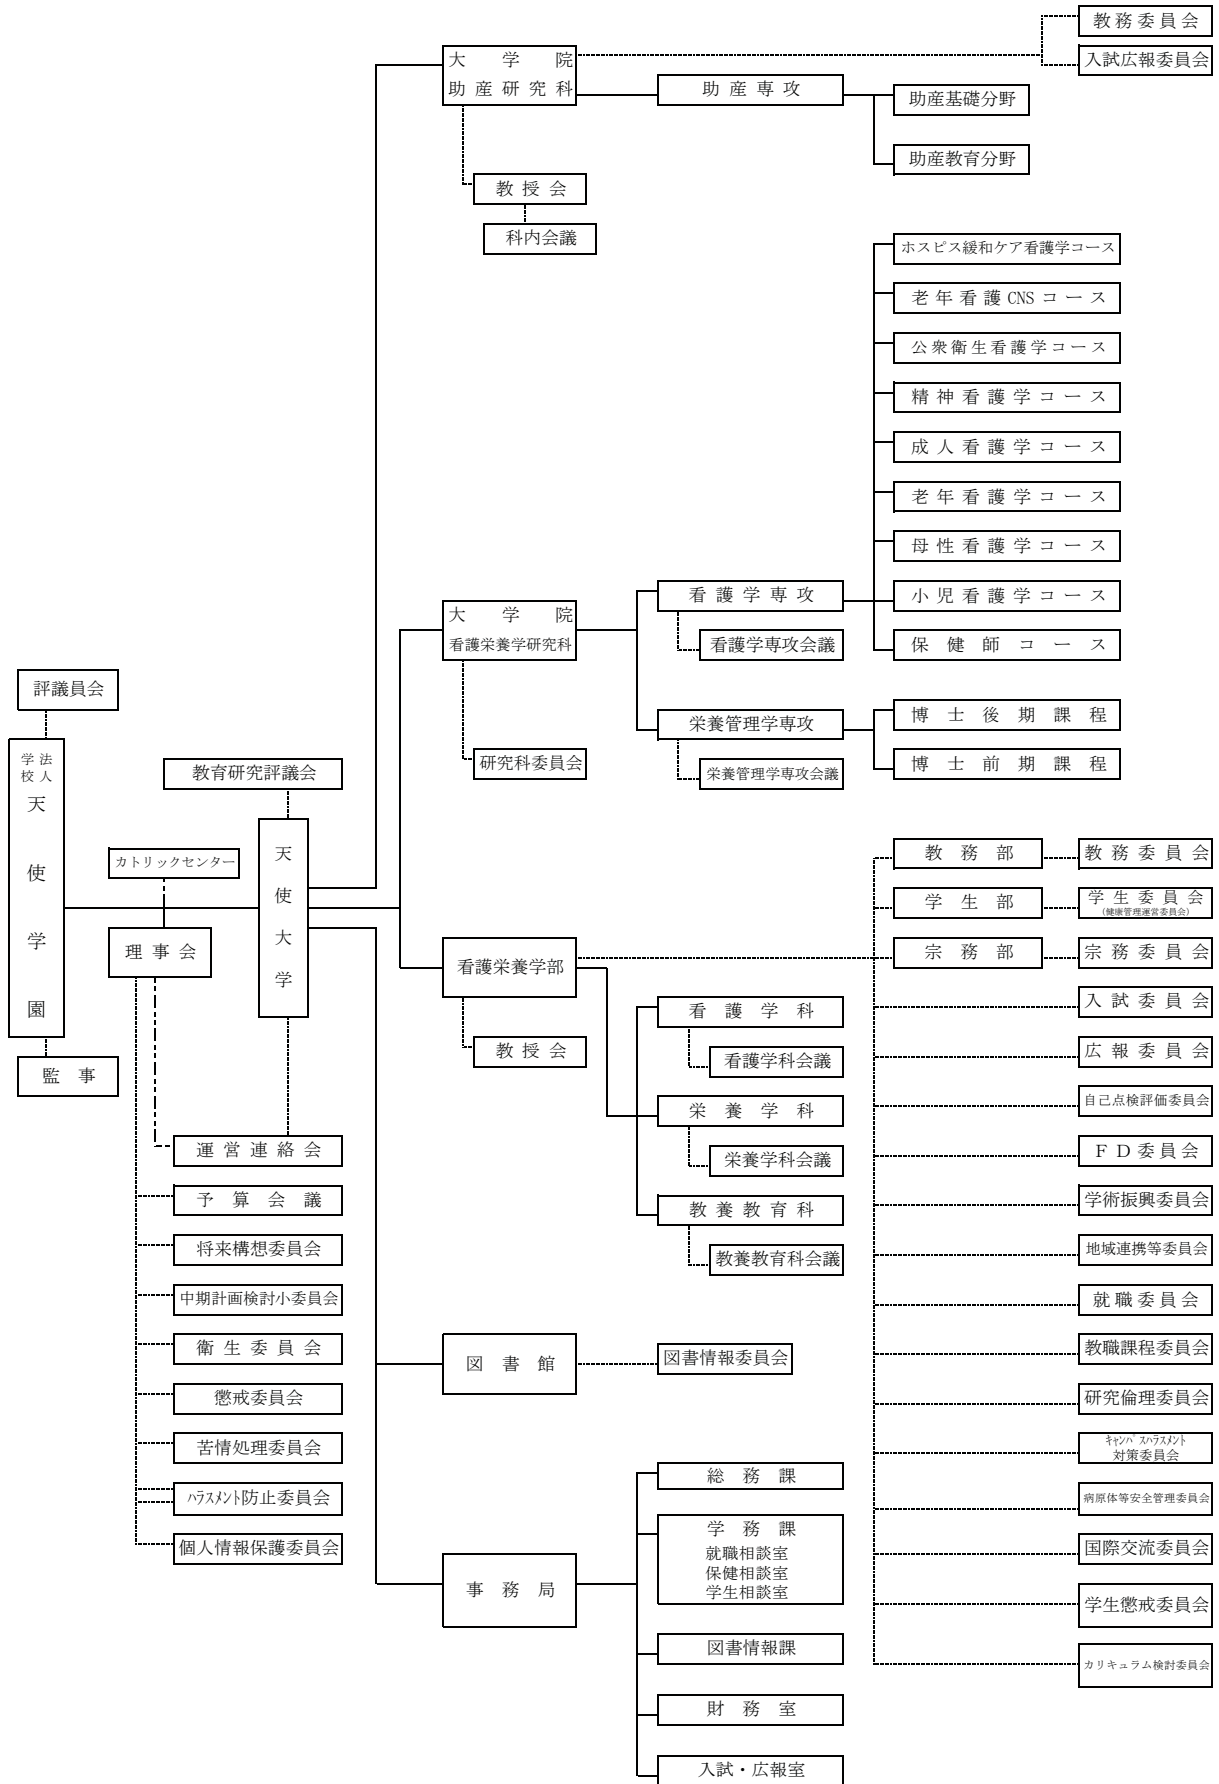 教務委員会
入試広報委員会
大学院
助産研究科
助産専攻
助産基礎分野
助産教育分野
教授会
科内会議
ホスピス緩和ケア看護学コース
老年看護CNSコース
公衆衛生看護学コース
精神看護学コース
成人看護学コース
老年看護学コース
母性看護学コース
小児看護学コース
保健師コース
大学院
看護栄養学研究科
看護学専攻
看護学専攻会議
栄養管理学専攻
栄養管理学専攻会議
博士後期課程
博士前期課程
研究科委員会
評議員会
学校法人
天使学園
監事
教育研究評議会
カトリックセンター
理事会
天使大学
運営連絡会
予算会議
将来構想委員会
中期計画検討小委員会
衛生委員会
懲戒委員会
苦情処理委員会
ハラスメント防止委員会
個人情報保護委員会
看護栄養学部
教授会
看護学科
看護学科会議
栄養学科
栄養学科会議
教養教育科
教養教育科会議
教務部
教務委員会
学生部
学生委員会
(健康管理運営委員会)
宗務部
宗務委員会
入試委員会
広報委員会
自己点検評価委員会
ＦＤ委員会
学術振興委員会
地域連携等委員会
就職委員会
教職課程委員会
研究倫理委員会
キャンパスハラスメント
対策委員会
病原体等安全管理委員会
国際交流委員会
学生懲戒委員会
カリキュラム検討委員会
図書館
図書情報委員会
事務局
総務課
学務課
就職相談室
保健相談室
学生相談室
図書情報課
財務室
入試・広報室